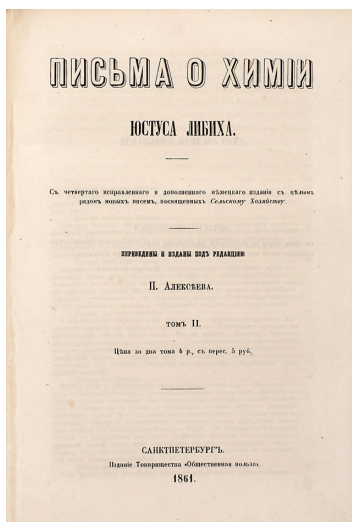 ПИСЬМА О ХИМІИ
ЮСТУСА ЛИБИХА.
Съ четвертаго исправленнаго и дополненнаго нѣмецкаго изданія съ цѣлымъ
рядомъ новыхъ писемъ, посвященныхъ Сельскому Хозяйству.
ПЕРЕВЕДЕНЫ И ИЗДАНЫ ПОДЪ РЕДАКЦІЮ
П. Алексѣева.
ТОМЪ II.
Цѣна за два тома 4 р., съ перес. 5 руб.
САНКТПЕТЕРБУРГЪ.
Изданіе Товарищества «Общественная польза».
1861.